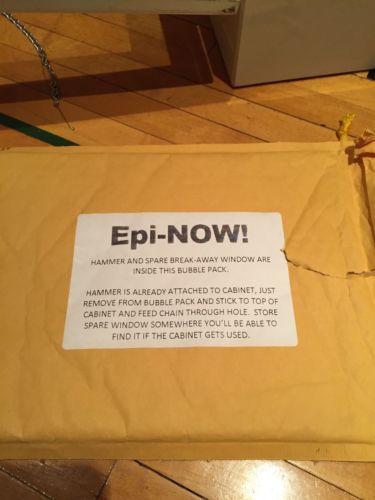 Epi-NOW!
HAMMER AND SPARE BREAK-AWAY WINDOW ARE
INSIDE THIS BUBBLE PACK.
HAMMER IS ALREADY ATTACHED TO CABINET, JUST
REMOVE FROM BUBBLE PACK AND STICK TO TOP OF
CABINET AND FEED CHAIN THROUGH HOLE. STORE
SPARE WINDOW SOMEWHERE YOU'LL BE ABLE TO
FIND IT IF THE CABINET GETS USED.